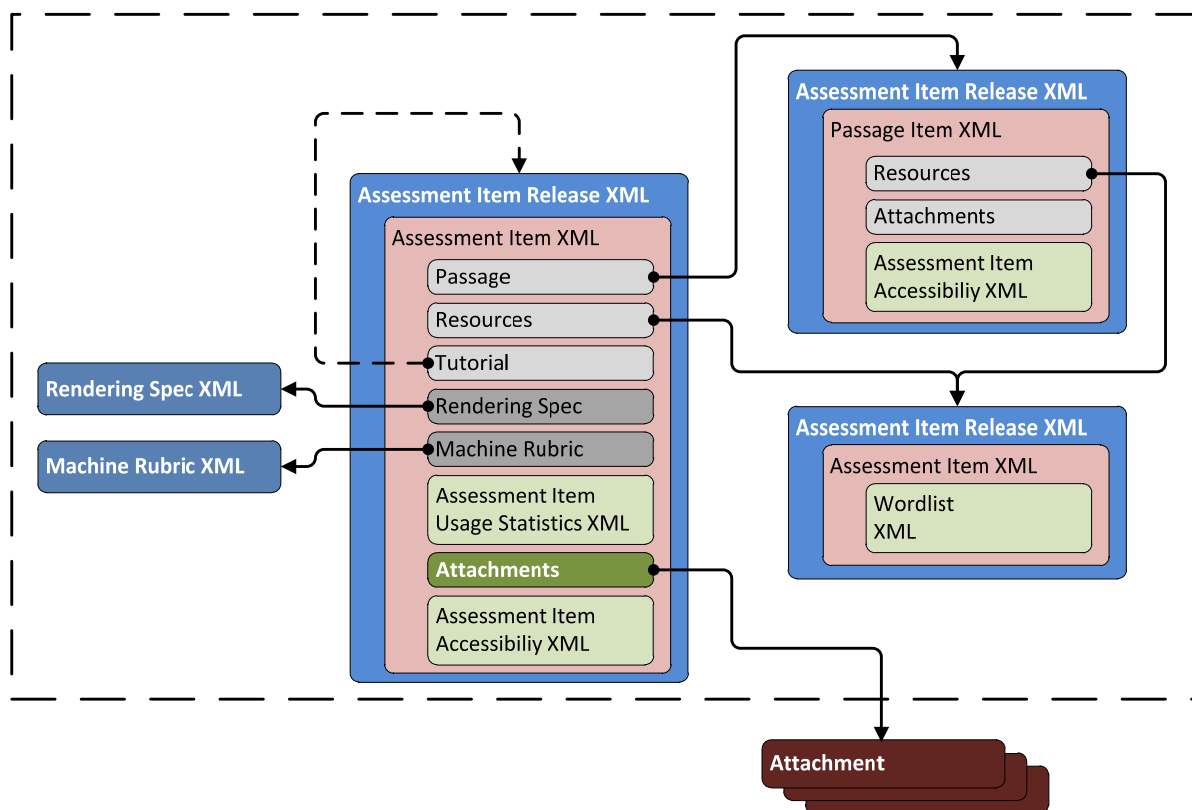 Assessment Item Release XML
Passage Item XML
Resources
Attachments
Assessment Item
Accessibiliy XML
Assessment Item Release XML
Assessment Item XML
Passage
Resources
Tutorial
Rendering Spec
Machine Rubric
Assessment Item
Usage Statistics XML
Attachments
Assessment Item
Accessibiliy XML
Rendering Spec XML
Machine Rubric XML
Assessment Item Release XML
Assessment Item XML
Wordlist
XML
Attachment